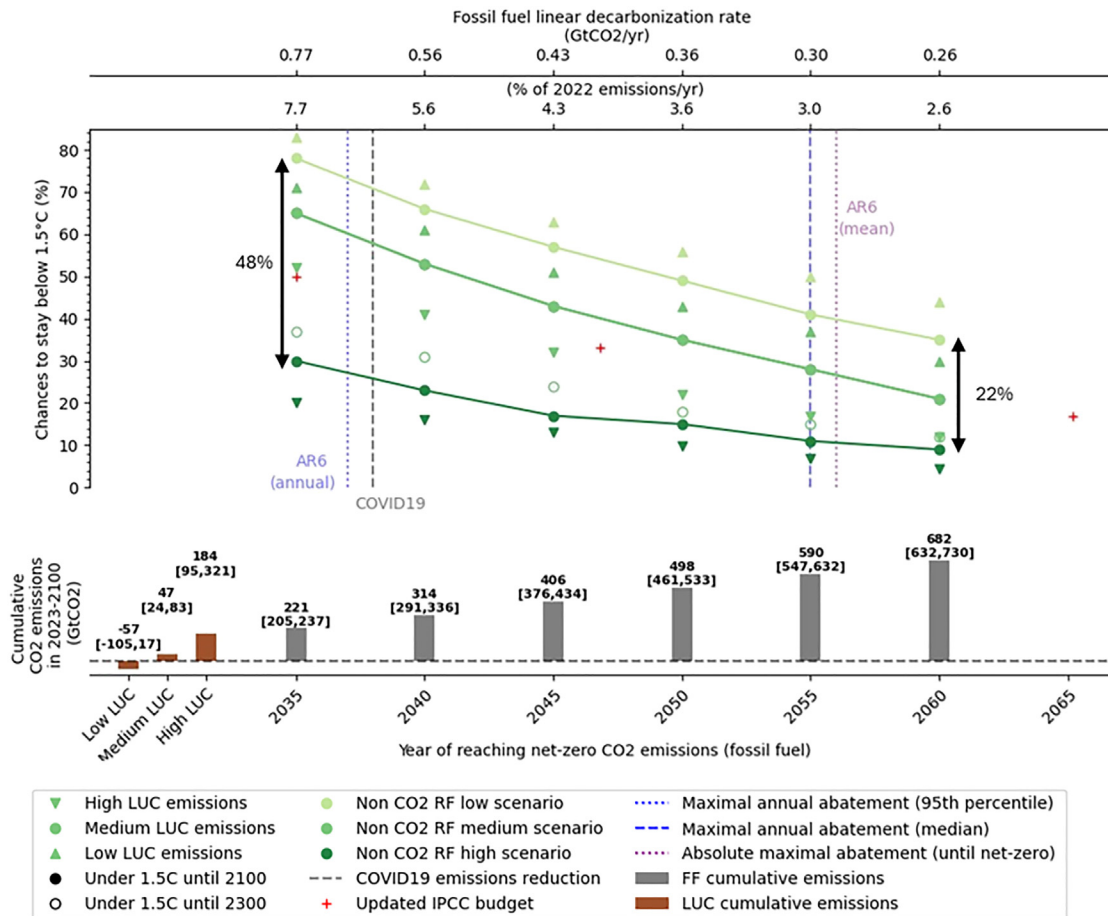 Fossil fuel linear decarbonization rate
(GtCO2/yr)
0.77 0.56 0.43 0.36 0.30 0.26
(% of 2022 emissions/yr)
7.7 5.6 4.3 3.6 3.0 2.6
Chances to stay below 1.5°C (%)
80
70
60
50
40
30
20
10
0
48%
22%
AR6
(mean)
AR6
(annual)
COVID19
Cumulative
CO2 emissions
in 2023-2100
(GtCO2)
-57
[-105,17]
47
[24,83]
184
[95,321]
221
[205,237]
314
[291,336]
406
[376,434]
498
[461,533]
590
[547,632]
682
[632,730]
Low LUC
Medium LUC
High LUC
2035
2040
2045
2050
2055
2060
2065
Year of reaching net-zero CO2 emissions (fossil fuel)
High LUC emissions
Medium LUC emissions
Low LUC emissions
Under 1.5C until 2100
Under 1.5C until 2300
Non CO2 RF low scenario
Non CO2 RF medium scenario
Non CO2 RF high scenario
COVID19 emissions reduction
Updated IPCC budget
Maximal annual abatement (95th percentile)
Maximal annual abatement (median)
Absolute maximal abatement (until net-zero)
FF cumulative emissions
LUC cumulative emissions